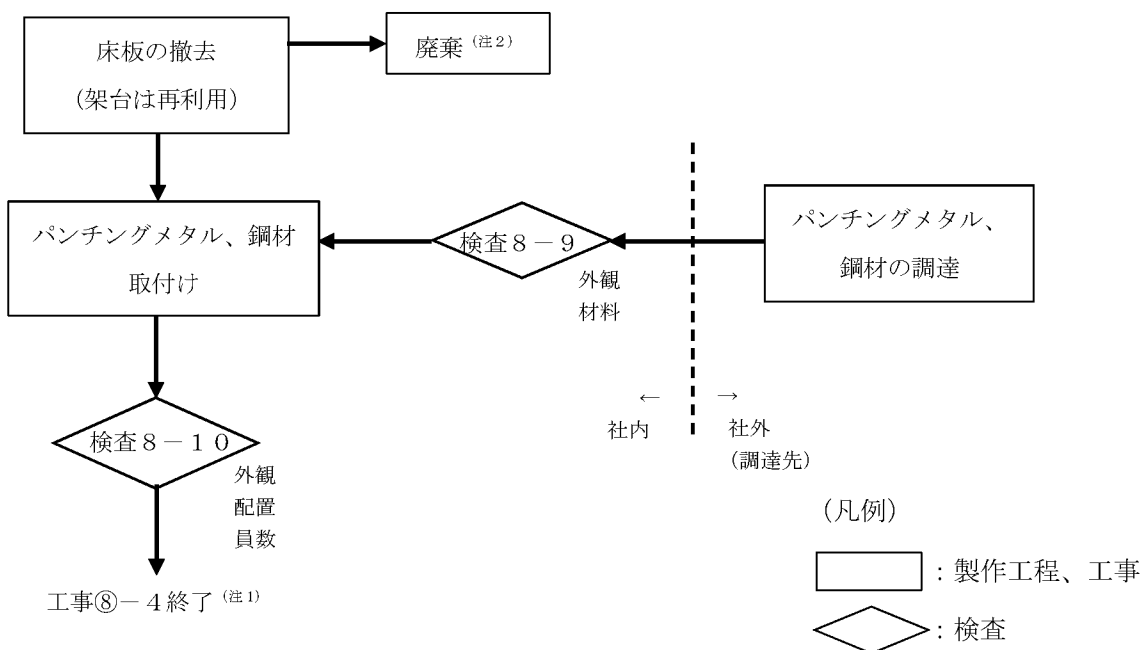 床板の撤去
（架台は再利用）
廃棄（注２）
パンチングメタル、鋼材
取付け
検査８－９
外観
材料
パンチングメタル、
鋼材の調達
← →
社内 社外
（調達先）
検査８－１０
外観
配置
員数
工事⑧－４終了（注1）
（凡例）
：製作工程、工事
：検査